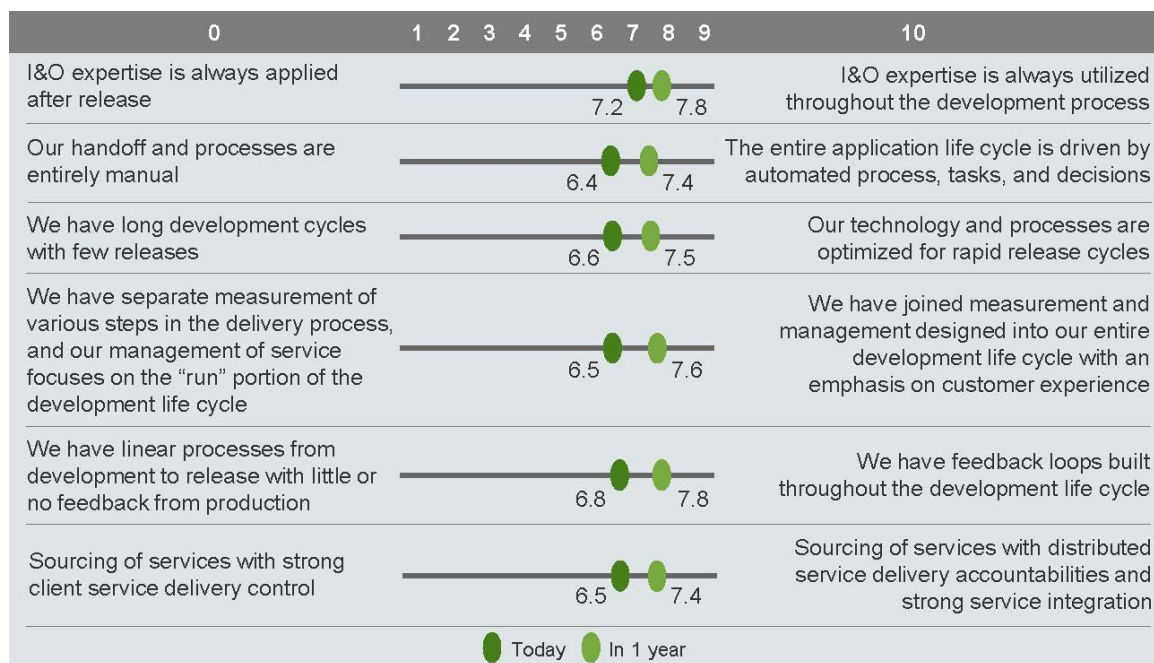 0 1 2 3 4 5 6 7 8 9 10
I&O expertise is always applied
after release
7.2 7.8
I&O expertise is always utilized
throughout the development process
Our handoff and processes are
entirely manual
6.4 7.4
The entire application life cycle is driven by
automated process, tasks, and decisions
We have long development cycles
with few releases
6.6 7.5
Our technology and processes are
optimized for rapid release cycles
We have separate measurement of
various steps in the delivery process,
and our management of service
focuses on the “run” portion of the
development life cycle
6.5 7.6
We have joined measurement and
management designed into our entire
development life cycle with an
emphasis on customer experience
We have linear processes from
development to release with little or
no feedback from production
6.8 7.8
We have feedback loops built
throughout the development life cycle
Sourcing of services with strong
client service delivery control
6.5 7.4
Sourcing of services with distributed
service delivery accountabilities and
strong service integration
Today In 1 year